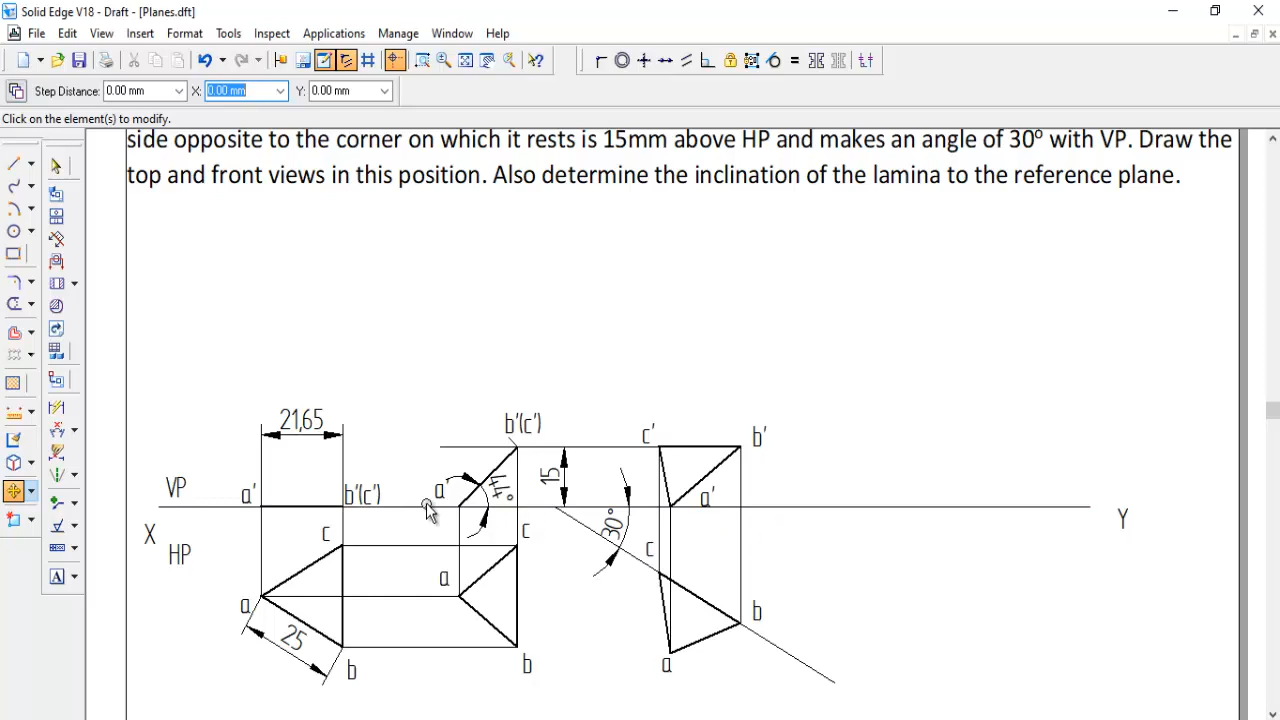 Solid Edge V18 - Draft - [Planes.dft]
File Edit View Insert Format Tools Inspect Applications Manage Window Help
Step Distance: 0.00 mm X: 0.00 mm Y: 0.00 mm
Click on the element(s) to modify.
side opposite to the corner on which it rests is 15mm above HP and makes an angle of 30° with VP. Draw the
top and front views in this position. Also determine the inclination of the lamina to the reference plane.
21,65
b'(c')
c'
b'
VP
a'
b'(c')
a'
44°
15
a'
X
HP
Y
c
c
30°
c
a
a
b
25
b
b
a